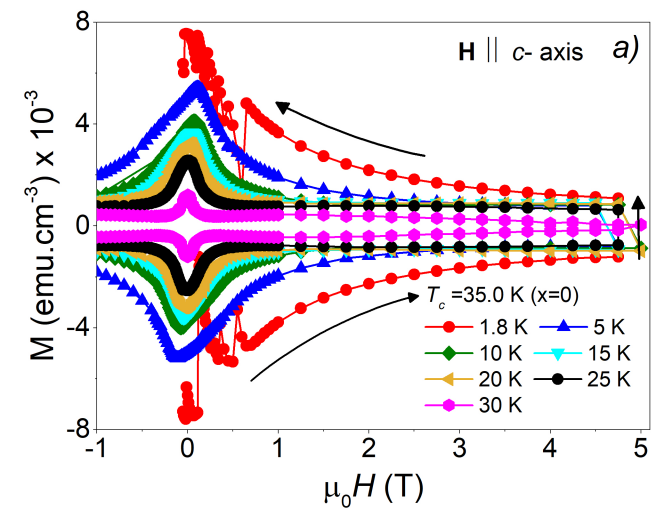 8
4
0
-4
-8
M (emu.cm⁻³) x 10⁻³
H || c- axis
a)
T_c =35.0 K (x=0)
1.8 K 5 K
10 K 15 K
20 K 25 K
30 K
-1 0 1 2 3 4 5
μ₀H (T)